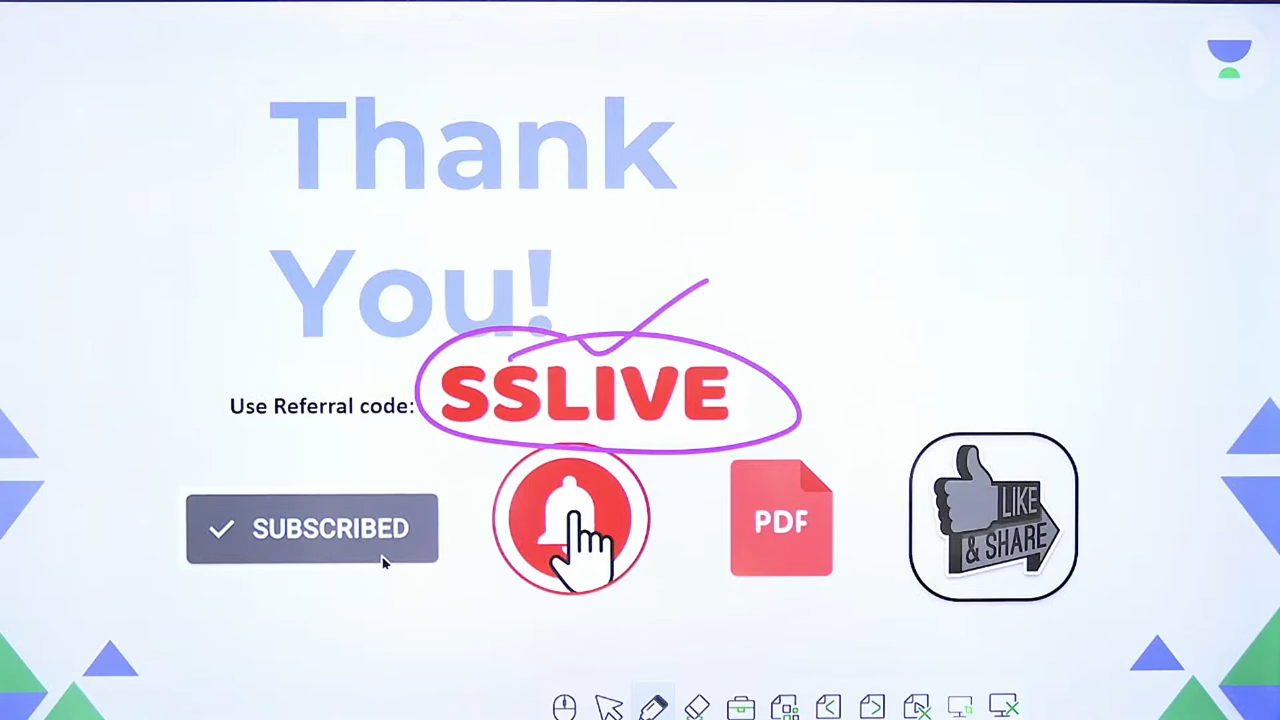 Thank
You!
Use Referral code: SSLIVE
SUBSCRIBED
PDF
LIKE
& SHARE